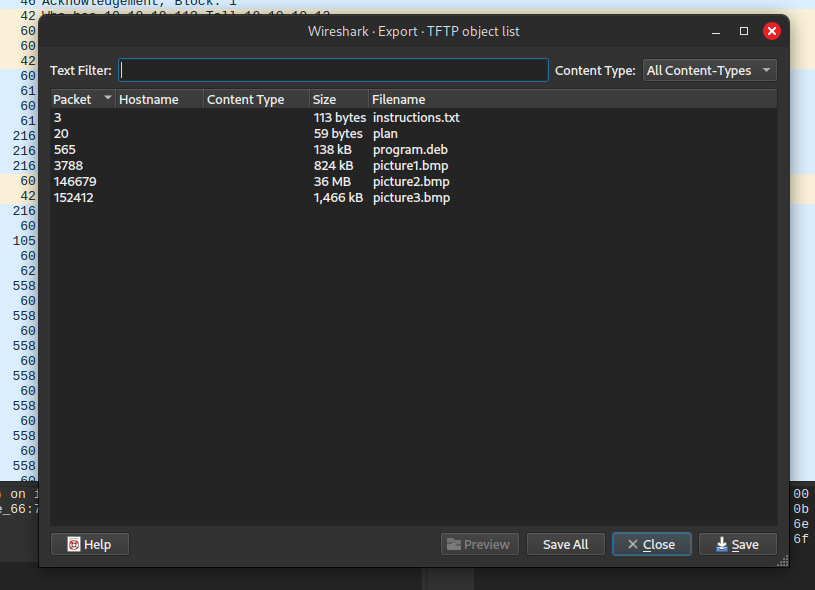 46 Acknowledgement, Block: 1
42
Wireshark · Export · TFTP object list
60
60
42
Text Filter: Content Type: All Content-Types
60
61
Packet Hostname Content Type Size Filename
60
3 113 bytes instructions.txt
61
20 59 bytes plan
216
565 138 kB program.deb
216
3788 824 kB picture1.bmp
216
146679 36 MB picture2.bmp
60
152412 1,466 kB picture3.bmp
42
216
60
105
60
62
558
60
558
60
558
60
558
60
558
60
558
60
558
60
) on i 00
e_66:7 0b
6e
6f
Help Preview Save All Close Save